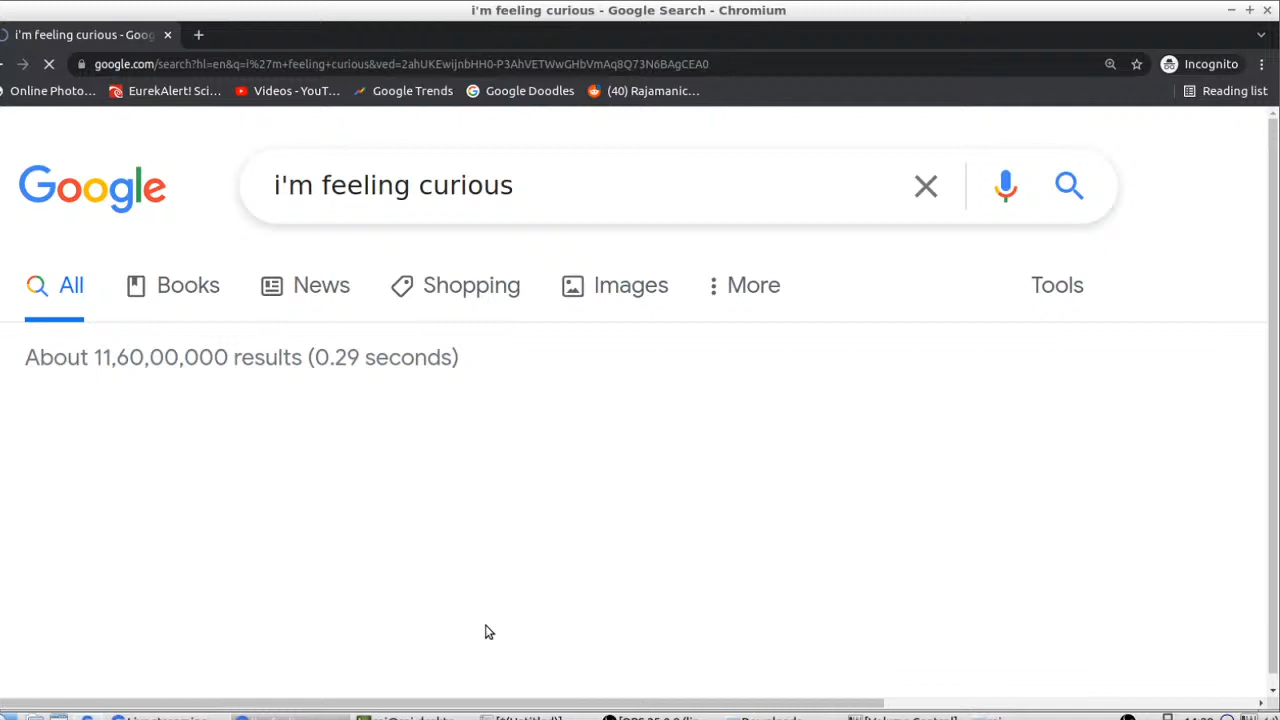 i'm feeling curious - Google Search - Chromium
i'm feeling curious - Goog
google.com/search?hl=en&q=i%27m+feeling+curious&ved=2ahUKEwijnbHH0-P3AhVETWwGHbVmAq8Q73N6BAgCEA0 Incognito
Online Photo... EurekAlert! Sci... Videos - YouT... Google Trends Google Doodles (40) Rajamanic... Reading list
Google i'm feeling curious
All Books News Shopping Images More Tools
About 11,60,00,000 results (0.29 seconds)